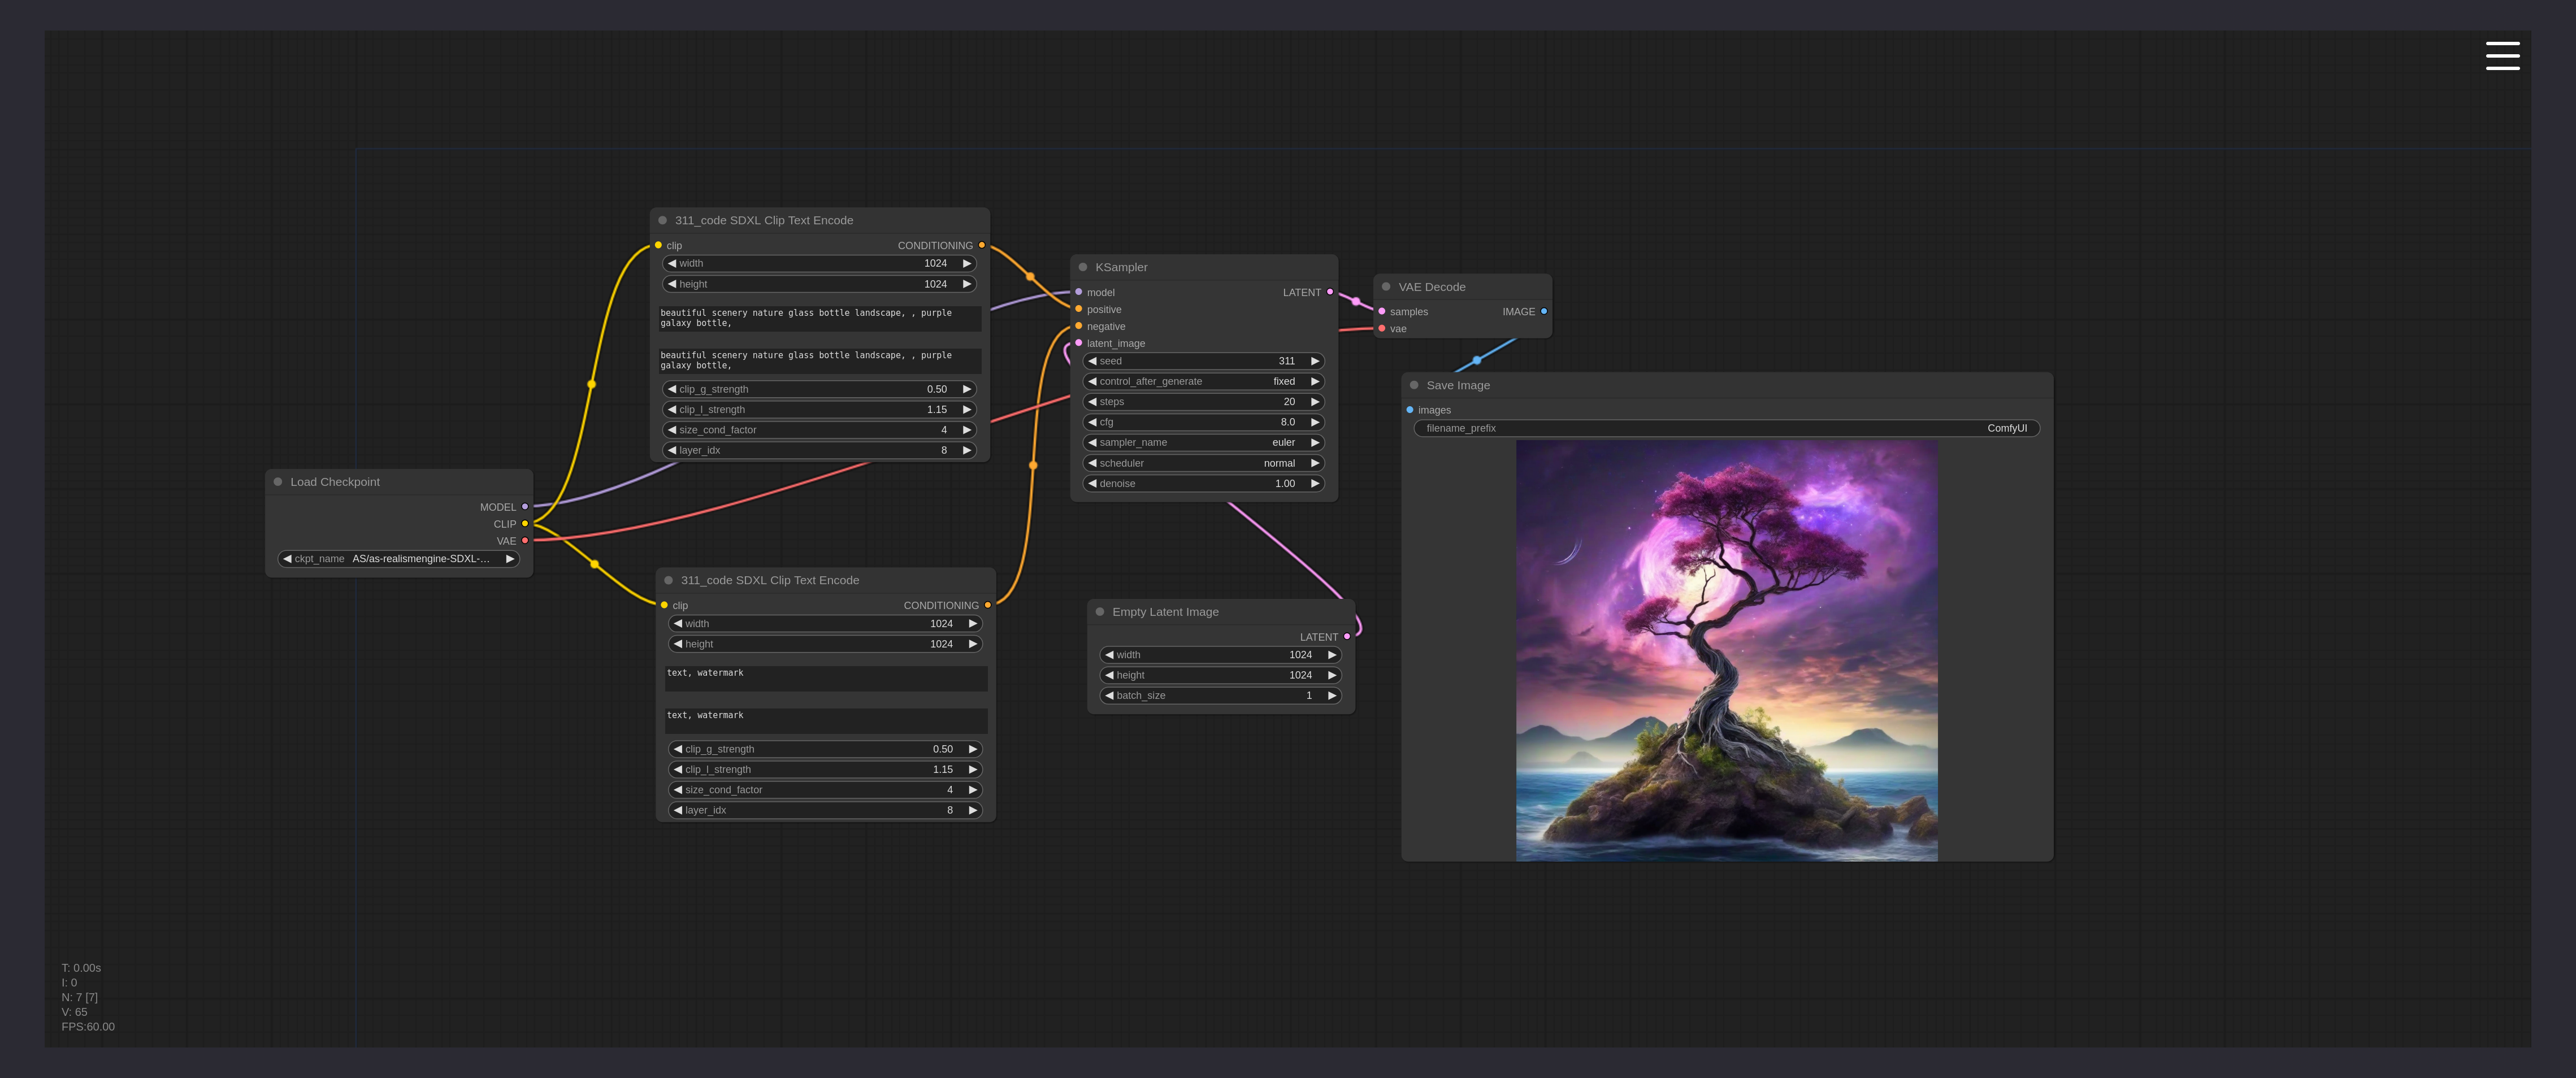 311_code SDXL Clip Text Encode
clip CONDITIONING
width 1024
height 1024
beautiful scenery nature glass bottle landscape, , purple
galaxy bottle,
beautiful scenery nature glass bottle landscape, , purple
galaxy bottle,
clip_g_strength 0.50
clip_l_strength 1.15
size_cond_factor 4
layer_idx 8
Load Checkpoint
MODEL
CLIP
VAE
ckpt_name AS/as-realismengine-SDXL-...
311_code SDXL Clip Text Encode
clip CONDITIONING
width 1024
height 1024
text, watermark
text, watermark
clip_g_strength 0.50
clip_l_strength 1.15
size_cond_factor 4
layer_idx 8
KSampler
model LATENT
positive
negative
latent_image
seed 311
control_after_generate fixed
steps 20
cfg 8.0
sampler_name euler
scheduler normal
denoise 1.00
Empty Latent Image
LATENT
width 1024
height 1024
batch_size 1
VAE Decode
samples IMAGE
vae
Save Image
images
filename_prefix ComfyUI
T: 0.00s
I: 0
N: 7 [7]
V: 65
FPS:60.00